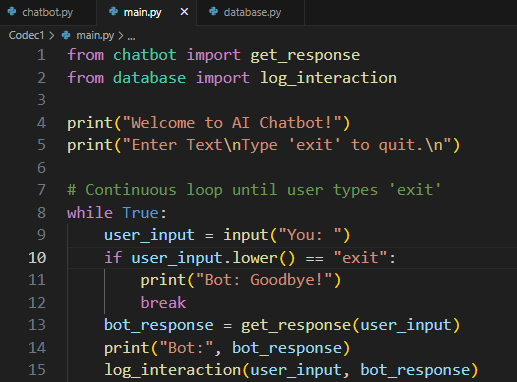 chatbot.py main.py × database.py
Codec1 > main.py > ...
1 from chatbot import get_response
2 from database import log_interaction
3
4 print("Welcome to AI Chatbot!")
5 print("Enter Text\nType 'exit' to quit.\n")
6
7 # Continuous loop until user types 'exit'
8 while True:
9     user_input = input("You: ")
10     if user_input.lower() == "exit":
11         print("Bot: Goodbye!")
12         break
13     bot_response = get_response(user_input)
14     print("Bot:", bot_response)
15     log_interaction(user_input, bot_response)